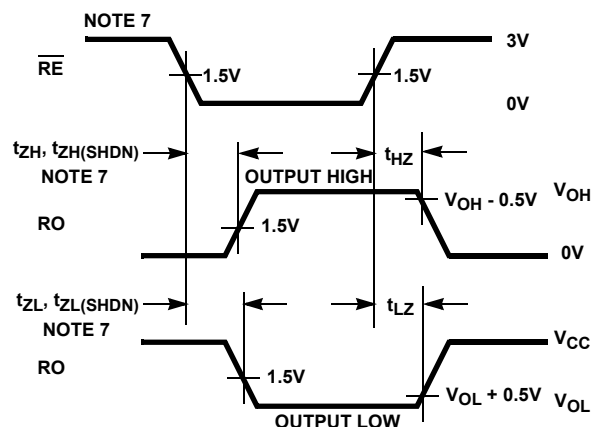 NOTE 7
RE
3V
1.5V
1.5V
0V
tZH, tZH(SHDN)
tHZ
NOTE 7
OUTPUT HIGH
VOH - 0.5V
VOH
RO
1.5V
0V
tZL, tZL(SHDN)
tLZ
NOTE 7
VCC
RO
1.5V
VOL + 0.5V
VOL
OUTPUT LOW